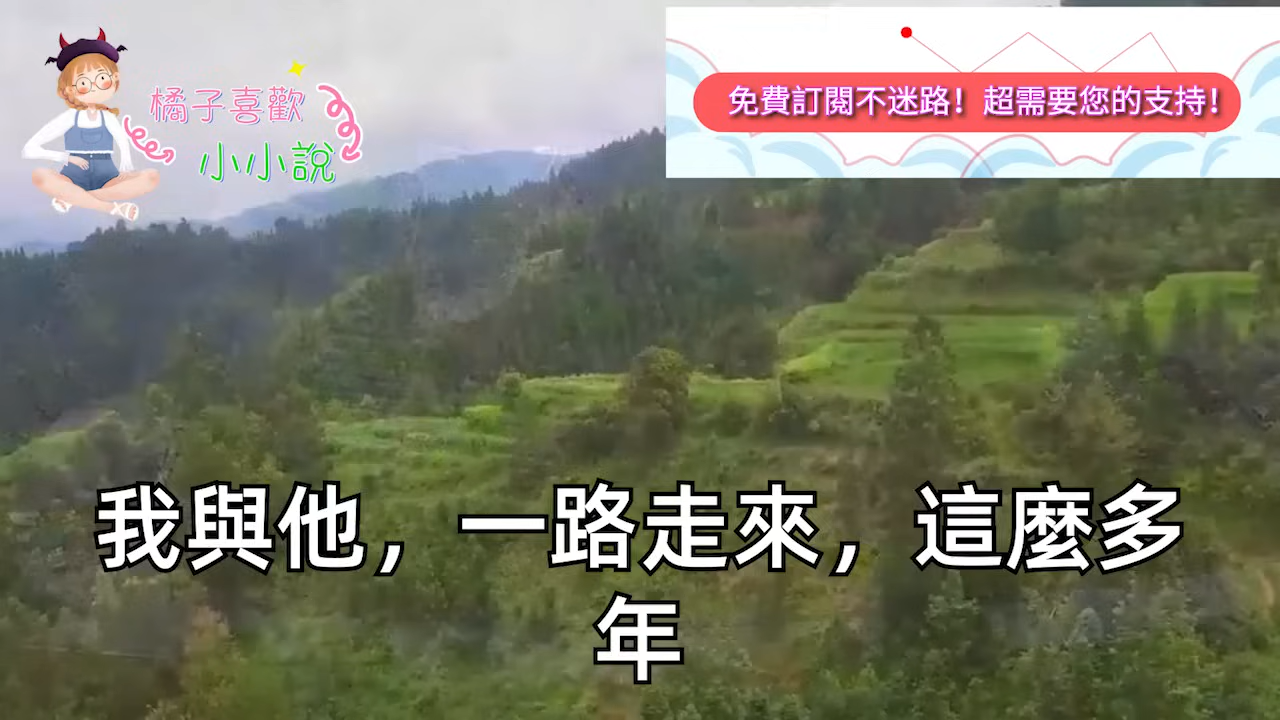 橘子喜歡
小小說
免費訂閱不迷路！超需要您的支持！
我與他，一路走來，這麼多
年